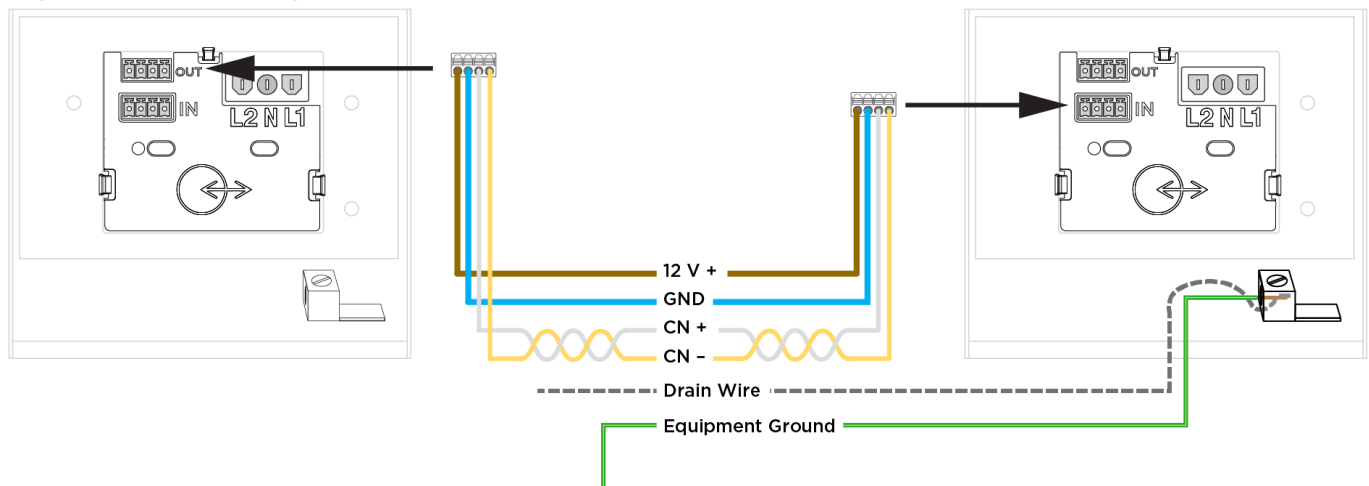 OUT
IN
L2 N L1
OUT
IN
L2 N L1
12 V +
GND
CN +
CN –
Drain Wire
Equipment Ground